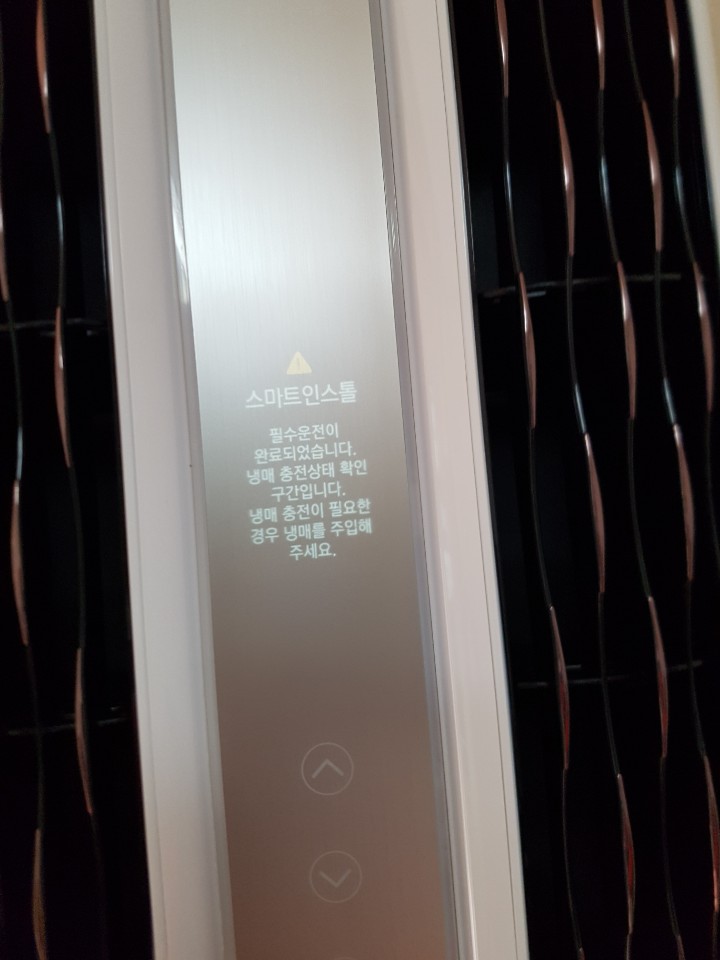 스마트인스톨
필수운전이
완료되었습니다.
냉매 충전상태 확인
구간입니다.
냉매 충전이 필요한
경우 냉매를 주입해
주세요.